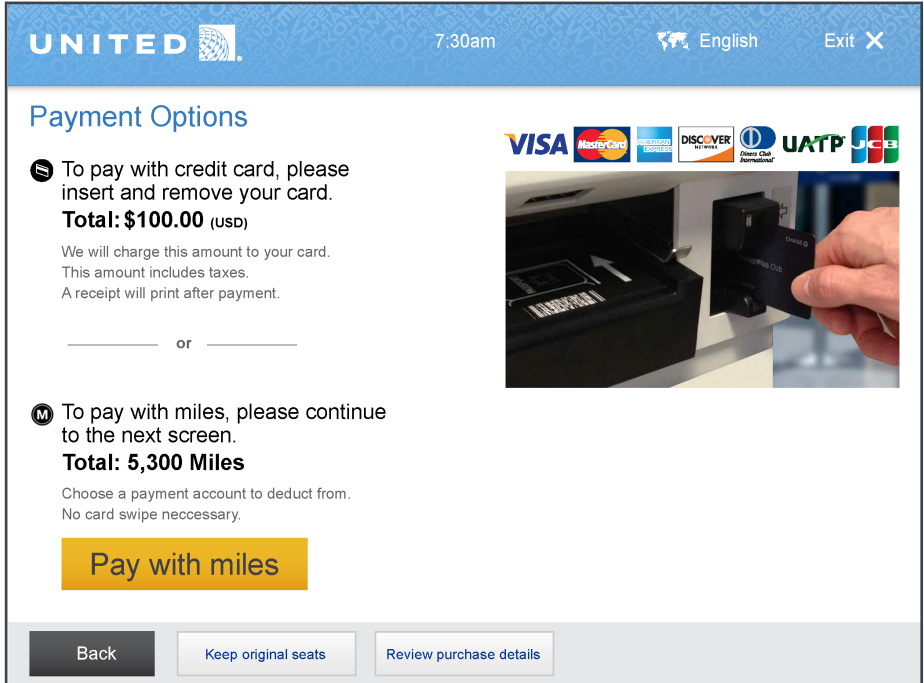 UNITED
7:30am
English
Exit
Payment Options
VISA
MasterCard
AMERICAN EXPRESS
DISCOVER
NETWORK
Diners Club
International
UATP
JCB
To pay with credit card, please
insert and remove your card.
Total: $100.00 (USD)
We will charge this amount to your card.
This amount includes taxes.
A receipt will print after payment.
CHASE
Plus Club
or
M
To pay with miles, please continue
to the next screen.
Total: 5,300 Miles
Choose a payment account to deduct from.
No card swipe neccessary.
Pay with miles
Back
Keep original seats
Review purchase details